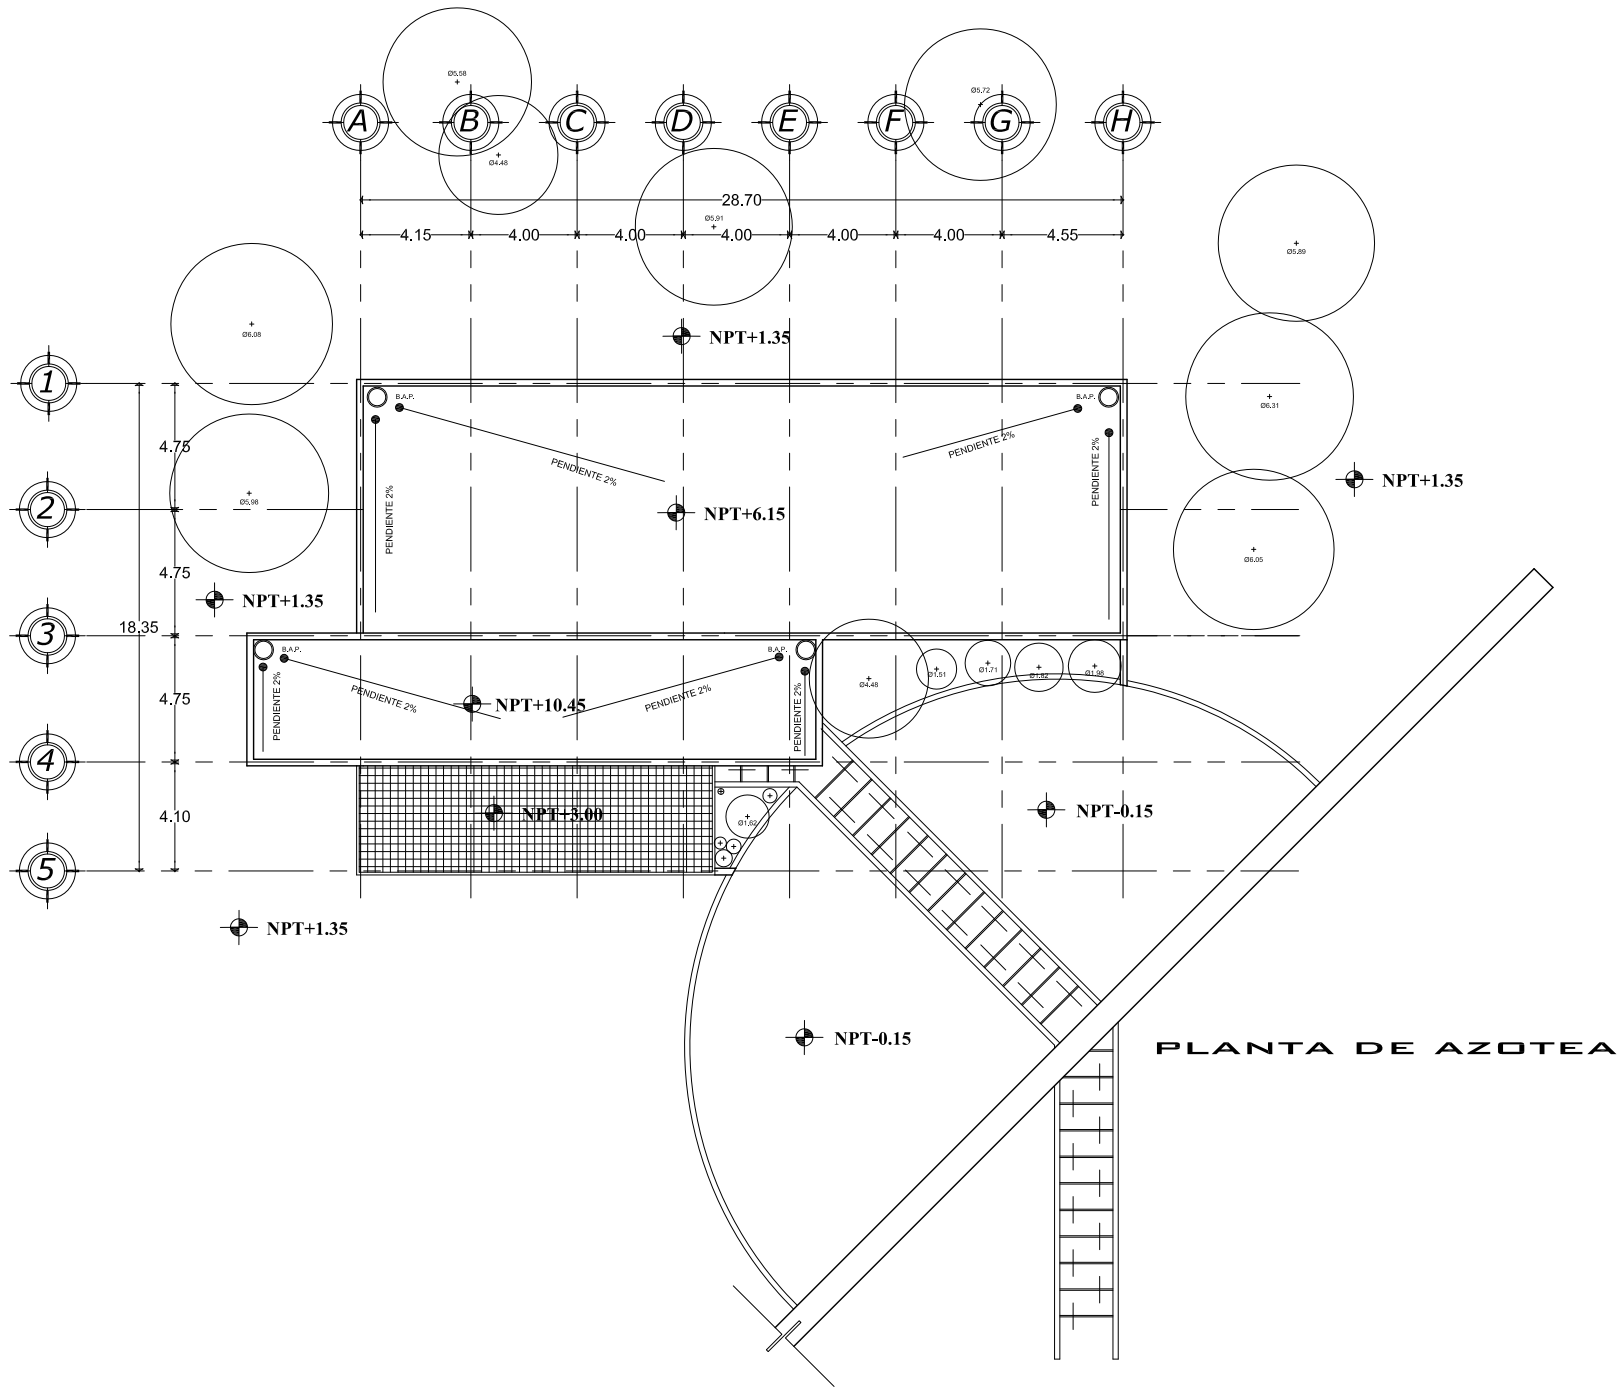 Ø5.58
Ø5.72
A B C D E F G H
Ø4.48
28.70
Ø5.91
4.15 4.00 4.00 4.00 4.00 4.00 4.55
Ø5.89
Ø6.08
NPT+1.35
1
B.A.P. B.A.P.
Ø6.31
4.75
PENDIENTE 2%
PENDIENTE 2%
PENDIENTE 2%
PENDIENTE 2%
NPT+1.35
Ø5.98
2
NPT+6.15
Ø6.05
4.75
NPT+1.35
18.35
3
B.A.P. B.A.P.
Ø4.48
Ø1.51
Ø1.71
Ø1.82
Ø1.98
4.75
PENDIENTE 2%
PENDIENTE 2%
PENDIENTE 2%
PENDIENTE 2%
NPT+10.45
4
4.10
NPT+3.00
Ø1.62
NPT-0.15
5
NPT+1.35
NPT-0.15
PLANTA DE AZOTEA